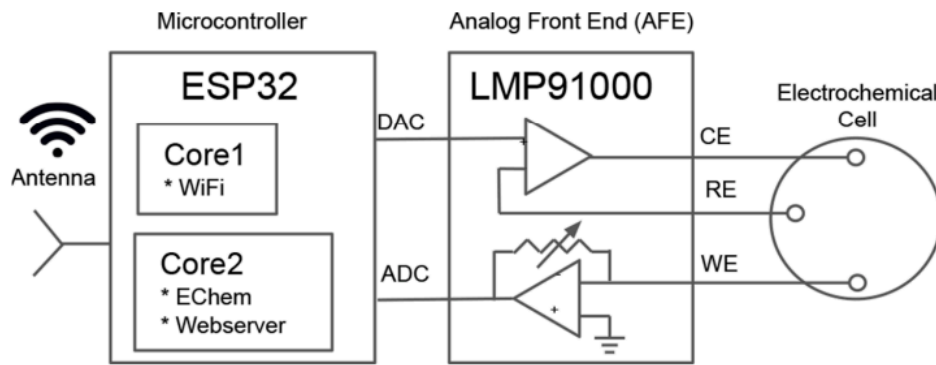 Microcontroller
Analog Front End (AFE)
ESP32
LMP91000
Electrochemical
Cell
DAC
CE
Core1
* WiFi
Antenna
+
RE
Core2
* EChem
* Webserver
ADC
WE
-
+